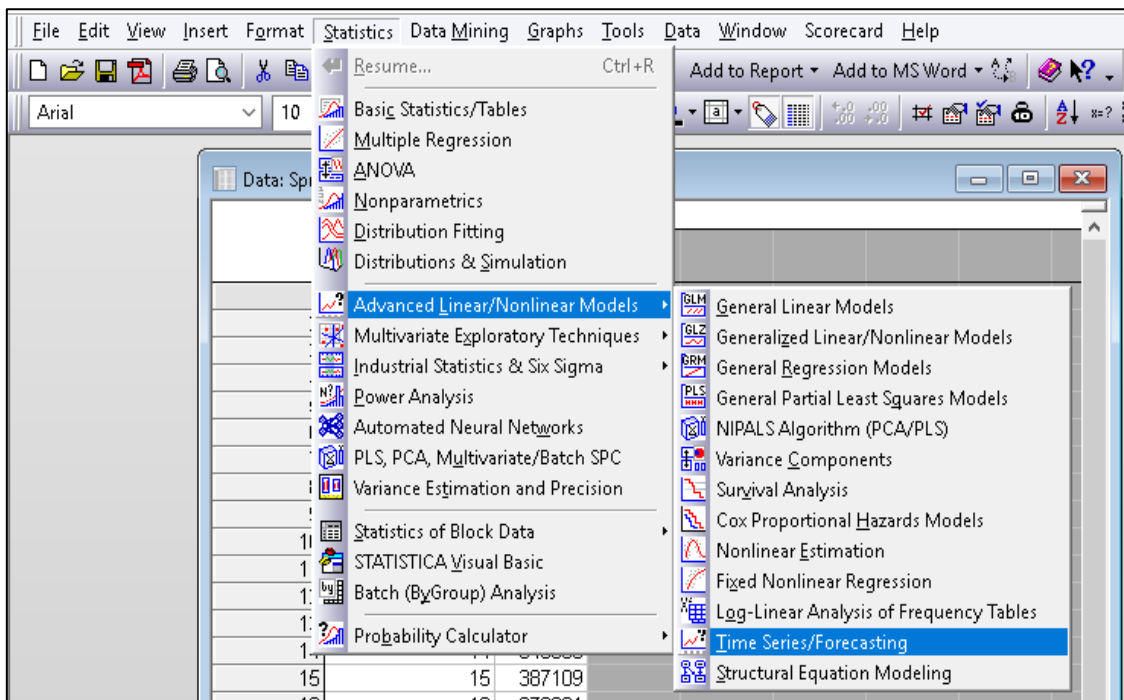 File Edit View Insert Format Statistics Data Mining Graphs Tools Data Window Scorecard Help
Resume... Ctrl+R
Add to Report Add to MS Word
Arial 10
Basic Statistics/Tables
Multiple Regression
ANOVA
Data: Sp
Nonparametrics
Distribution Fitting
Distributions & Simulation
Advanced Linear/Nonlinear Models
Multivariate Exploratory Techniques
Industrial Statistics & Six Sigma
Power Analysis
Automated Neural Networks
PLS, PCA, Multivariate/Batch SPC
Variance Estimation and Precision
Statistics of Block Data
STATISTICA Visual Basic
Batch (ByGroup) Analysis
Probability Calculator
General Linear Models
Generalized Linear/Nonlinear Models
General Regression Models
General Partial Least Squares Models
NIPALS Algorithm (PCA/PLS)
Variance Components
Survival Analysis
Cox Proportional Hazards Models
Nonlinear Estimation
Fixed Nonlinear Regression
Log-Linear Analysis of Frequency Tables
Time Series/Forecasting
Structural Equation Modeling
15 15 387109